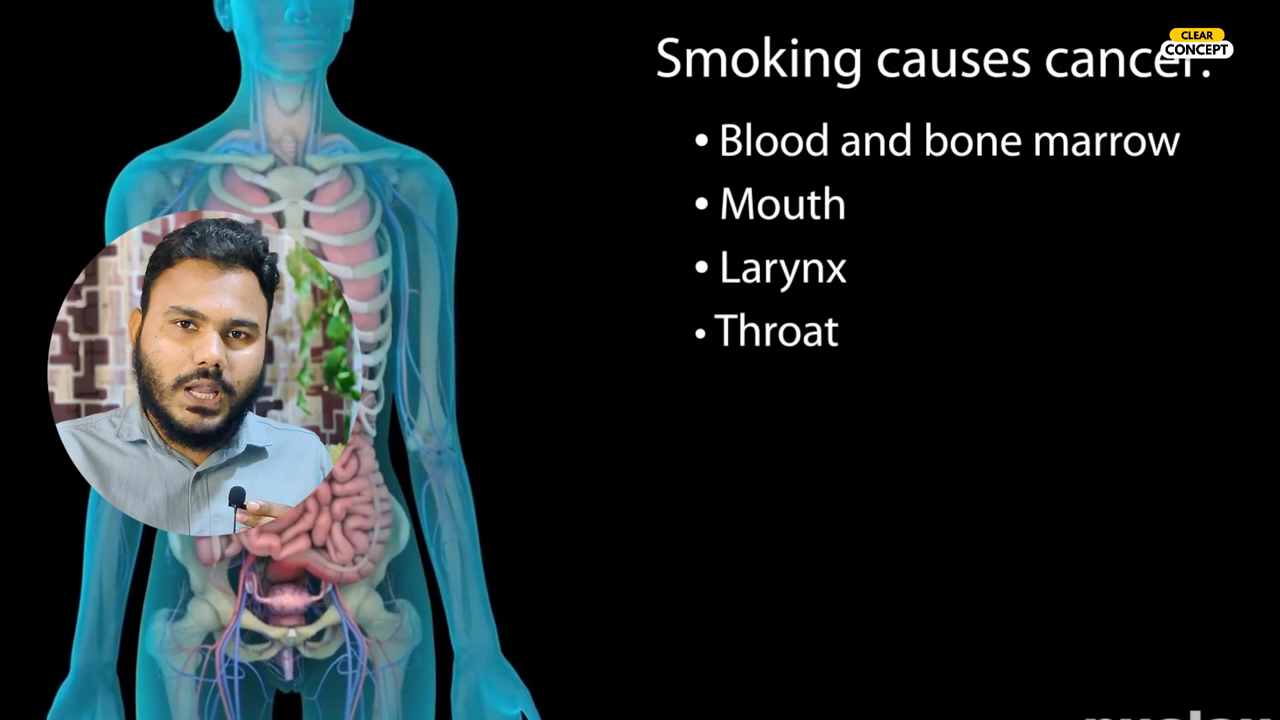 CLEAR
CONCEPT
Smoking causes cancer:
• Blood and bone marrow
• Mouth
• Larynx
• Throat